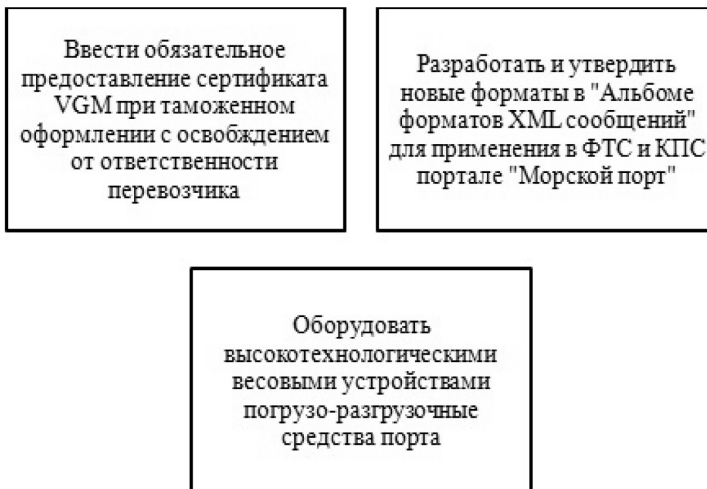 Ввести обязательное
предоставление сертификата
VGM при таможенном
оформлении с освобждением
от ответственности
перевозчика
Разработать и утвердить
новые форматы в "Альбоме
форматов XML сообщений"
для применения в ФТС и КПС
портале "Морской порт"
Оборудовать
высокотехнологическими
весовыми устройствами
погрузо-разгрузочные
средства порта